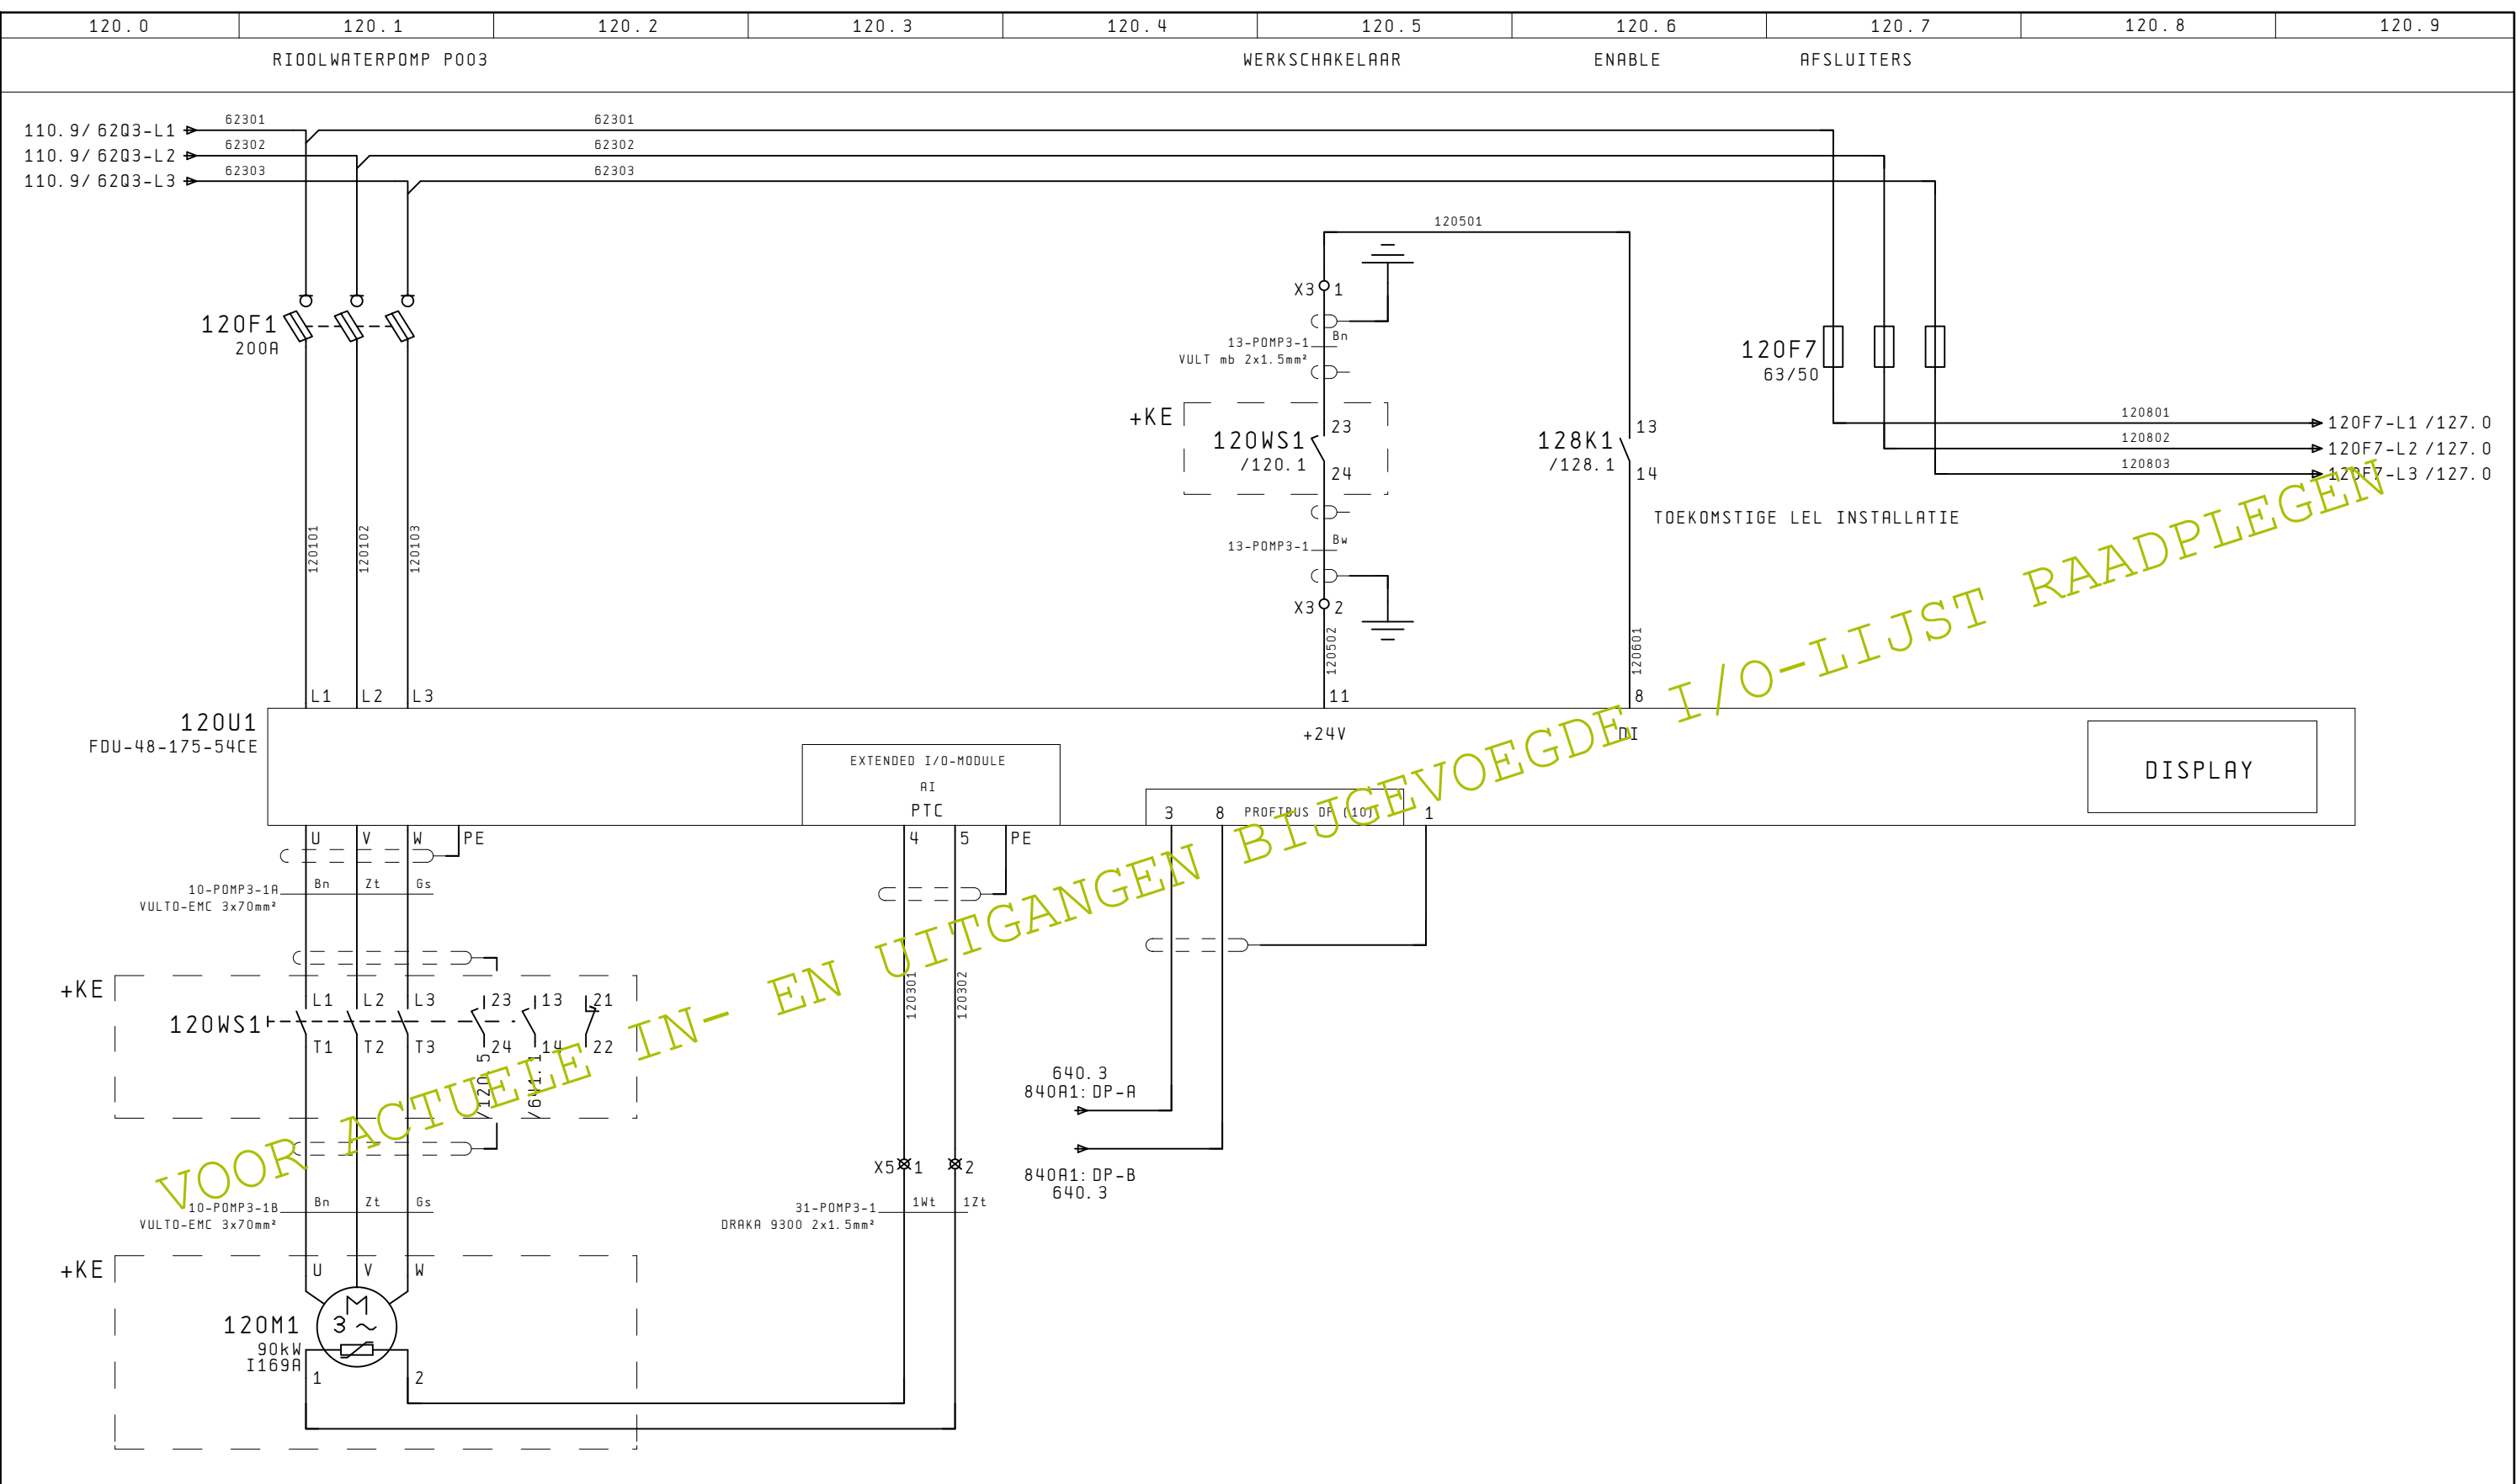 120.0 120.1 120.2 120.3 120.4 120.5 120.6 120.7 120.8 120.9
RIOOLWATERPOMP P003 WERKSCHAKELAAR ENABLE AFSLUITERS
110.9/62Q3-L1 62301 62301
110.9/62Q3-L2 62302 62302
110.9/62Q3-L3 62303 62303
120501
X3 1
120F1
200A
13-POMP3-1 Bn
VULT mb 2x1.5mm²
120F7
63/50
+KE
120WS1 23
/120.1
24
128K1 13
/128.1
14
120801 120F7-L1 /127.0
120802 120F7-L2 /127.0
120803 120F7-L3 /127.0
TOEKOMSTIGE LEL INSTALLATIE
13-POMP3-1 Bw
X3 2
120101 120102 120103
120502 120601
L1 L2 L3 11 8
120U1
FDU-48-175-54CE
+24V DI
EXTENDED I/O-MODULE
AI
PTC
DISPLAY
3 8 PROFIBUS DP (10) 1
U V W PE 4 5 PE
10-POMP3-1A Bn Zt Gs
VULTO-EMC 3x70mm²
120301 120302
+KE
120WS1
L1 L2 L3 23 13 21
T1 T2 T3 24 14 22
/120.5 /641.1
640.3
840A1:DP-A
840A1:DP-B
640.3
X5 1 2
10-POMP3-1B Bn Zt Gs
VULTO-EMC 3x70mm²
31-POMP3-1 1Wt 1Zt
DRAKA 9300 2x1.5mm²
+KE
U V W
M
3 ~
120M1
90kW
I169A
1 2
VOOR ACTUELE IN- EN UITGANGEN BIJGEVOEGDE I/O-LIJST RAADPLEGEN